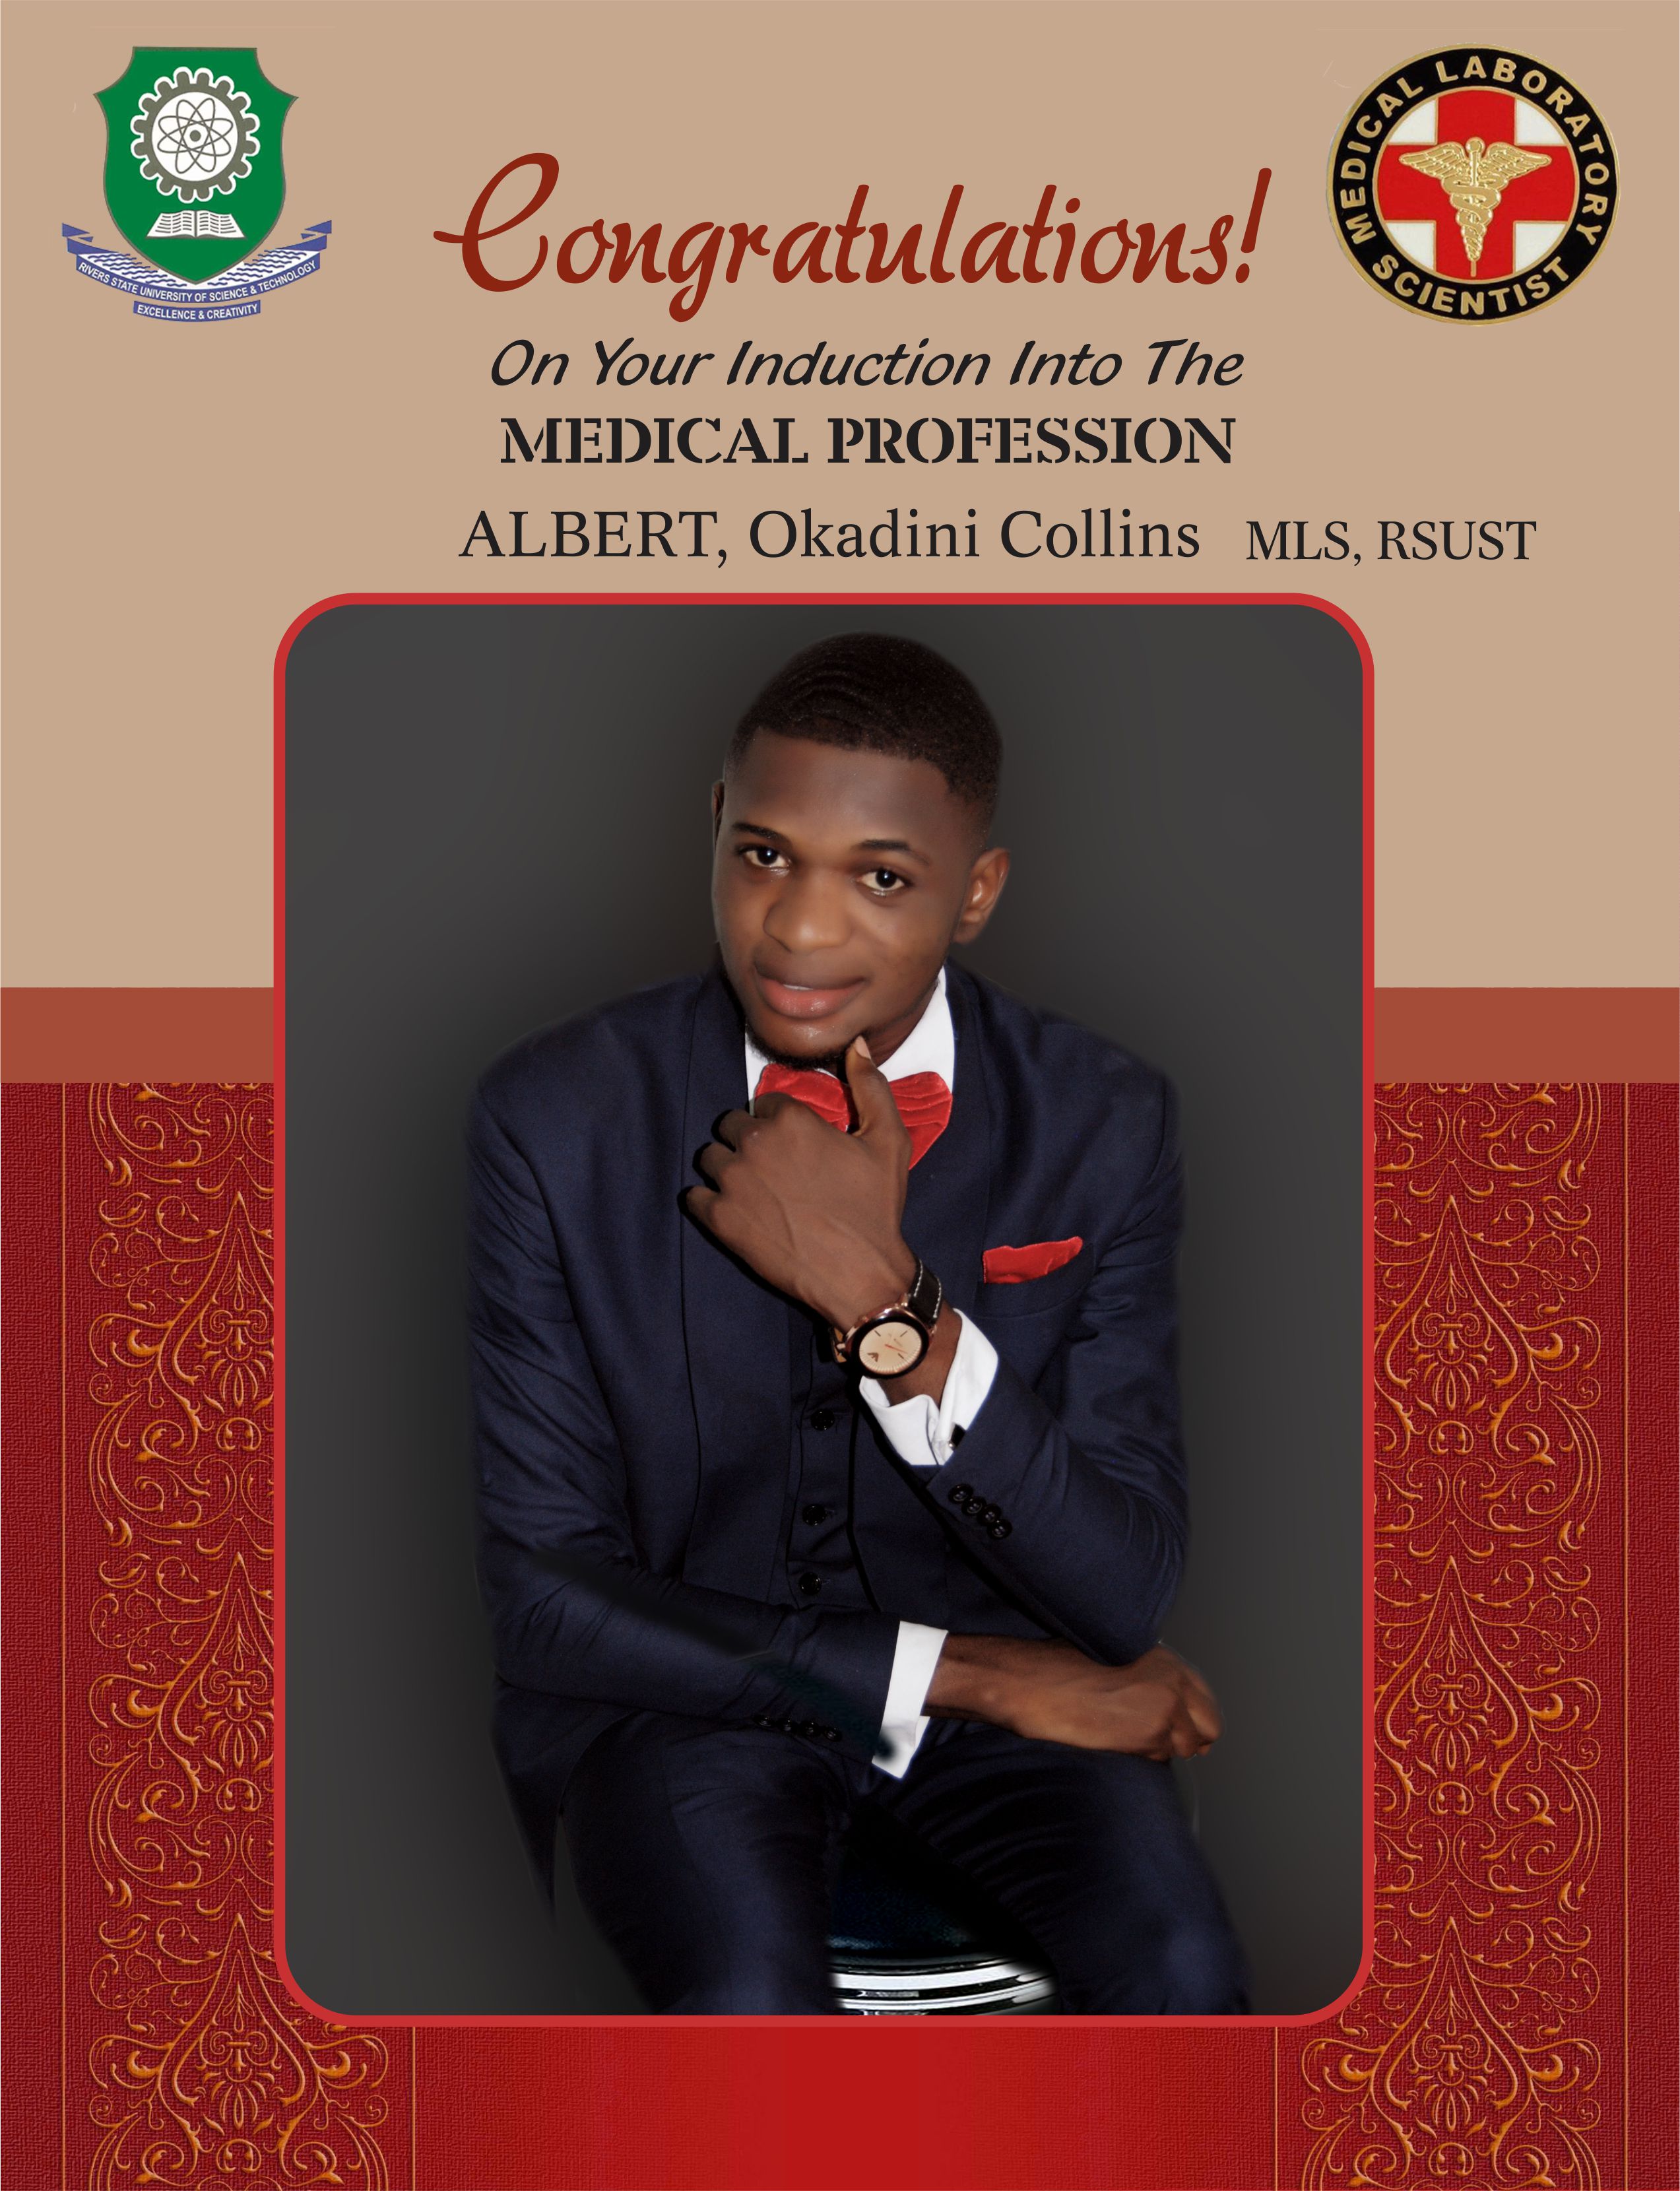 RIVERS STATE UNIVERSITY OF SCIENCE & TECHNOLOGY
EXCELLENCE & CREATIVITY
MEDICAL LABORATORY
SCIENTIST
Congratulations!
On Your Induction Into The
MEDICAL PROFESSION
ALBERT, Okadini Collins MLS, RSUST